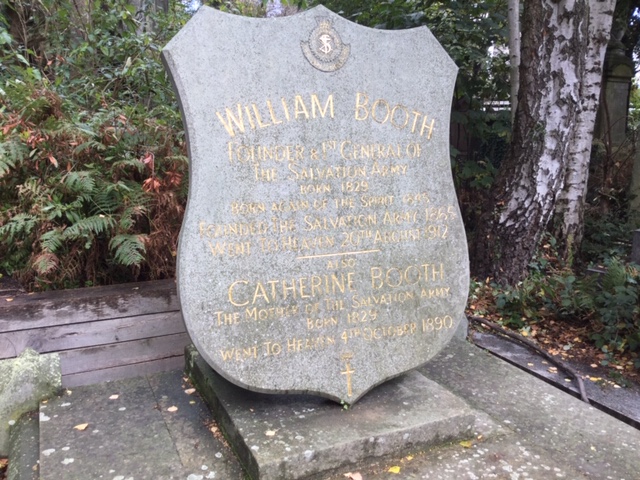 WILLIAM BOOTH
FOUNDER & 1ST GENERAL OF
THE SALVATION ARMY
BORN 1829
BORN AGAIN OF THE SPIRIT 1845
FOUNDED THE SALVATION ARMY 1865
WENT TO HEAVEN 20TH AUGUST 1912
ALSO
CATHERINE BOOTH
THE MOTHER OF THE SALVATION ARMY
BORN 1829
WENT TO HEAVEN 4TH OCTOBER 1890